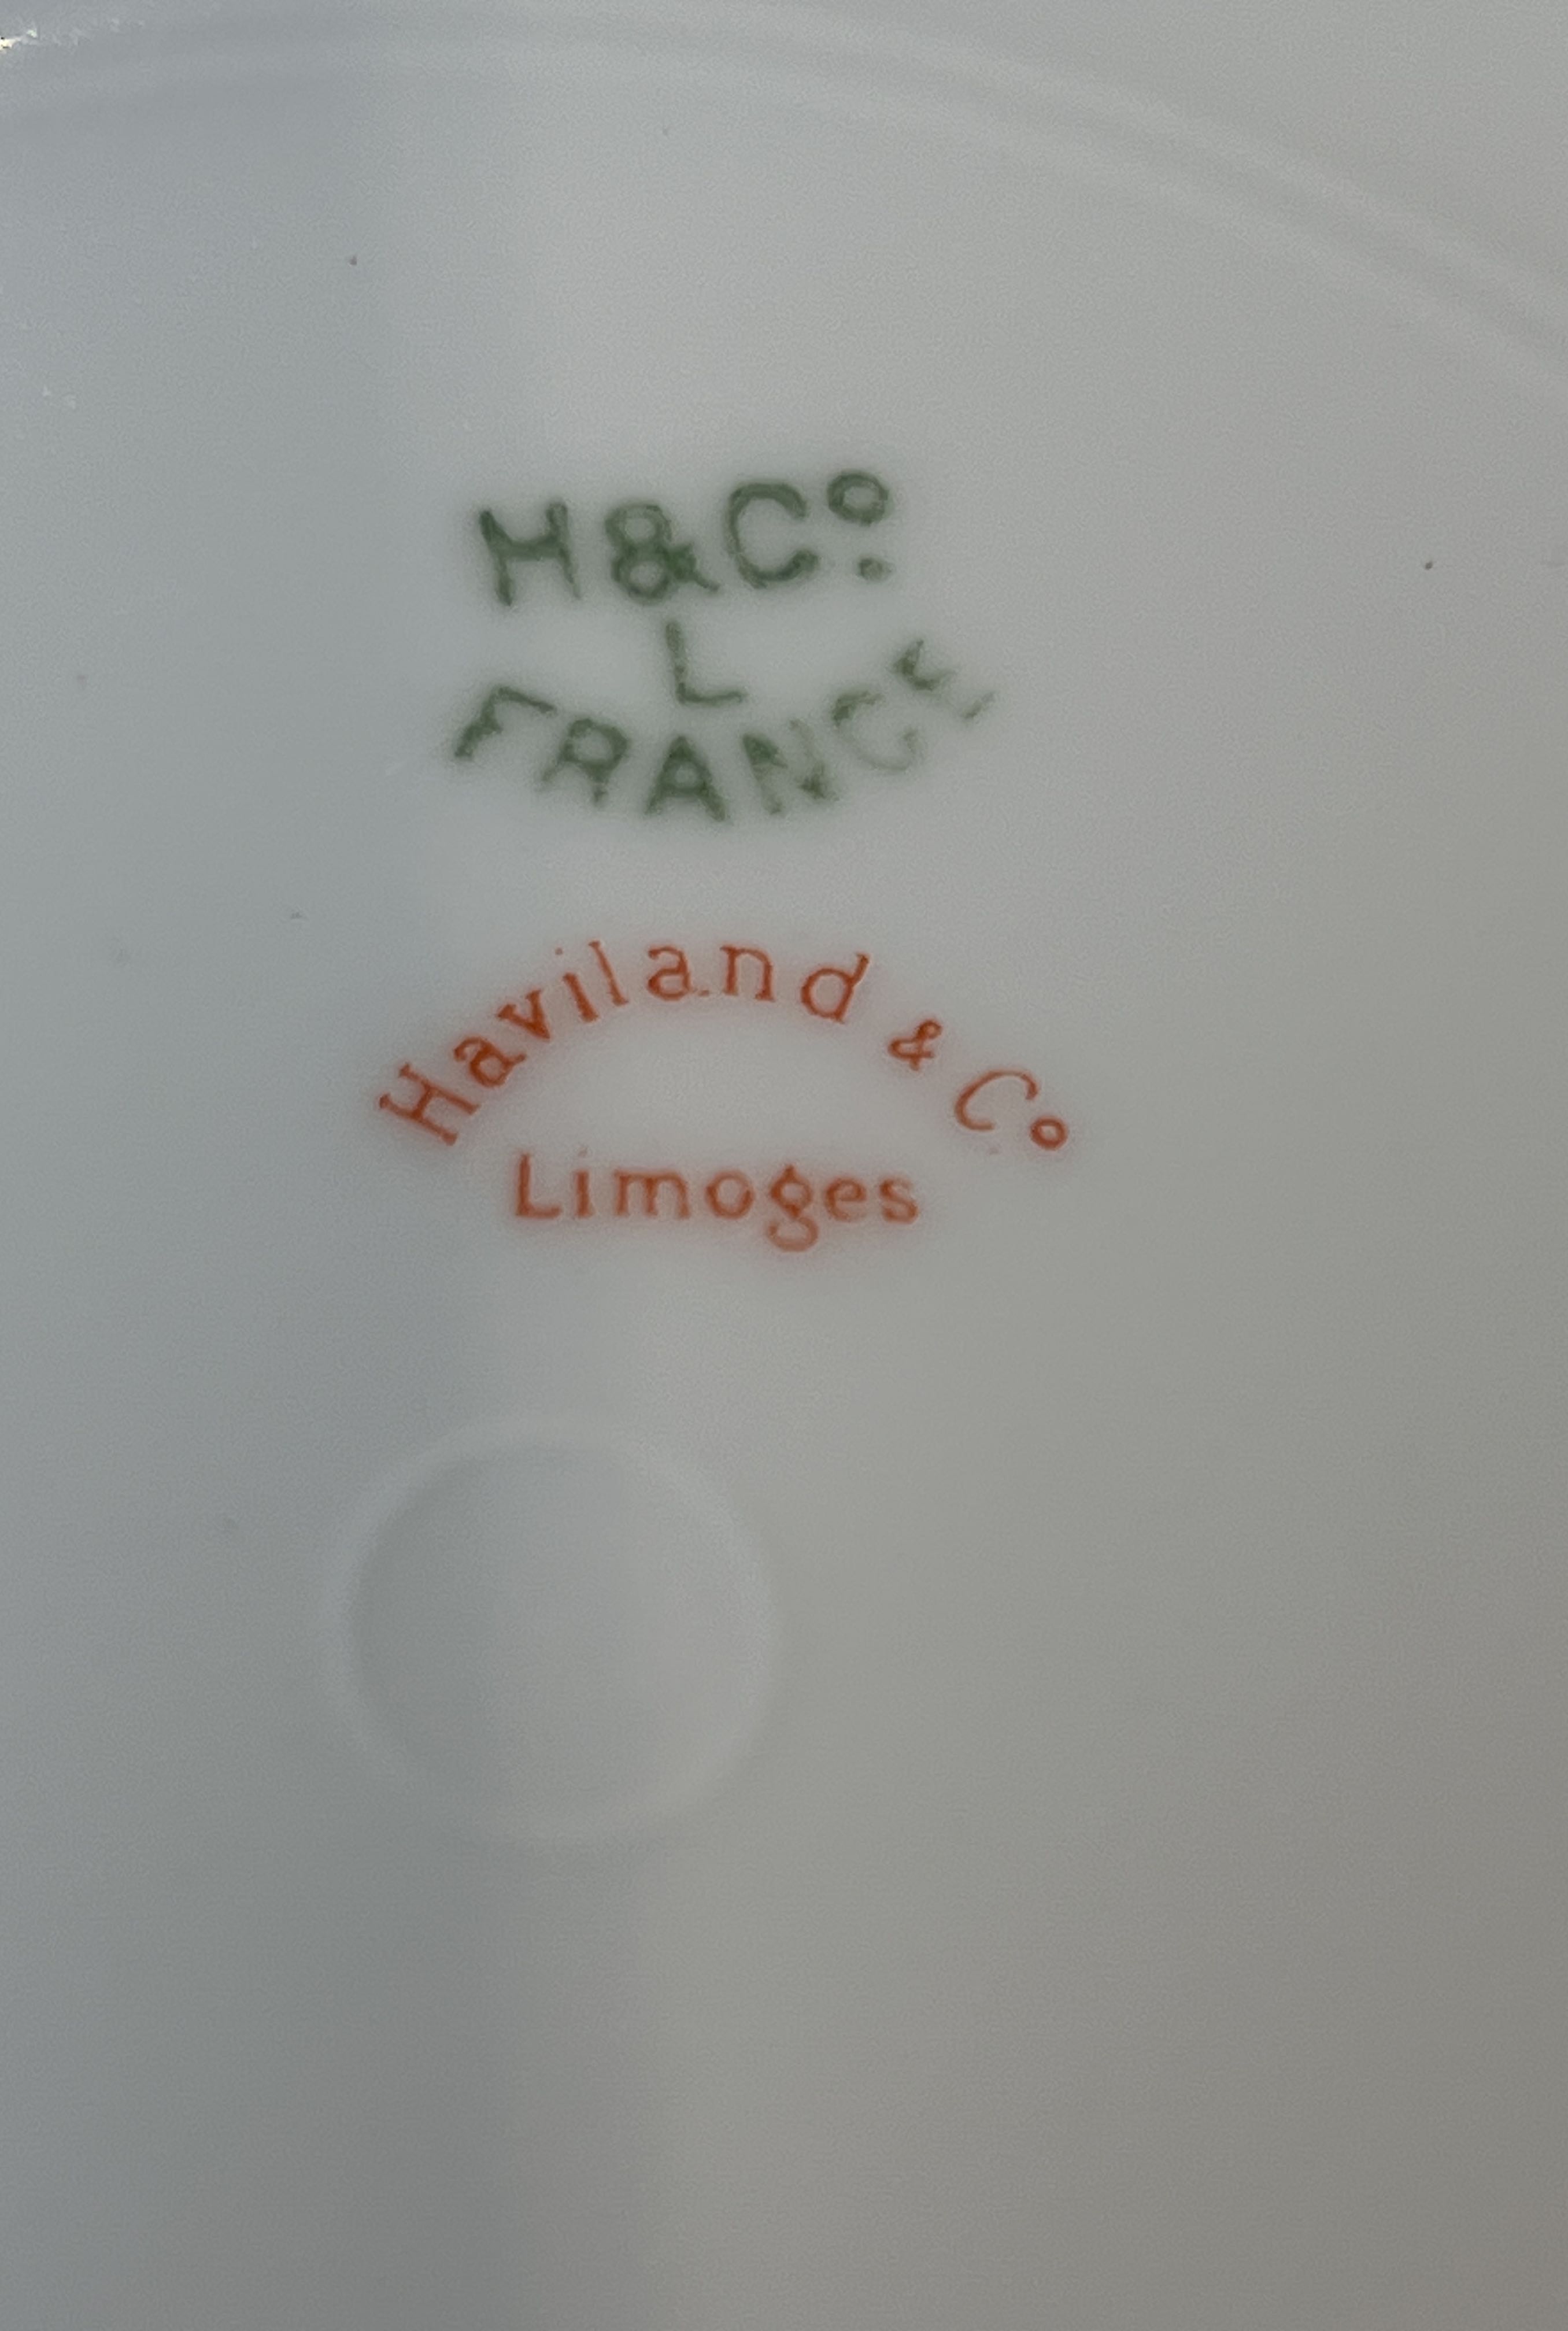 H&Cº.
L
FRANCE
Haviland & Co
Limoges